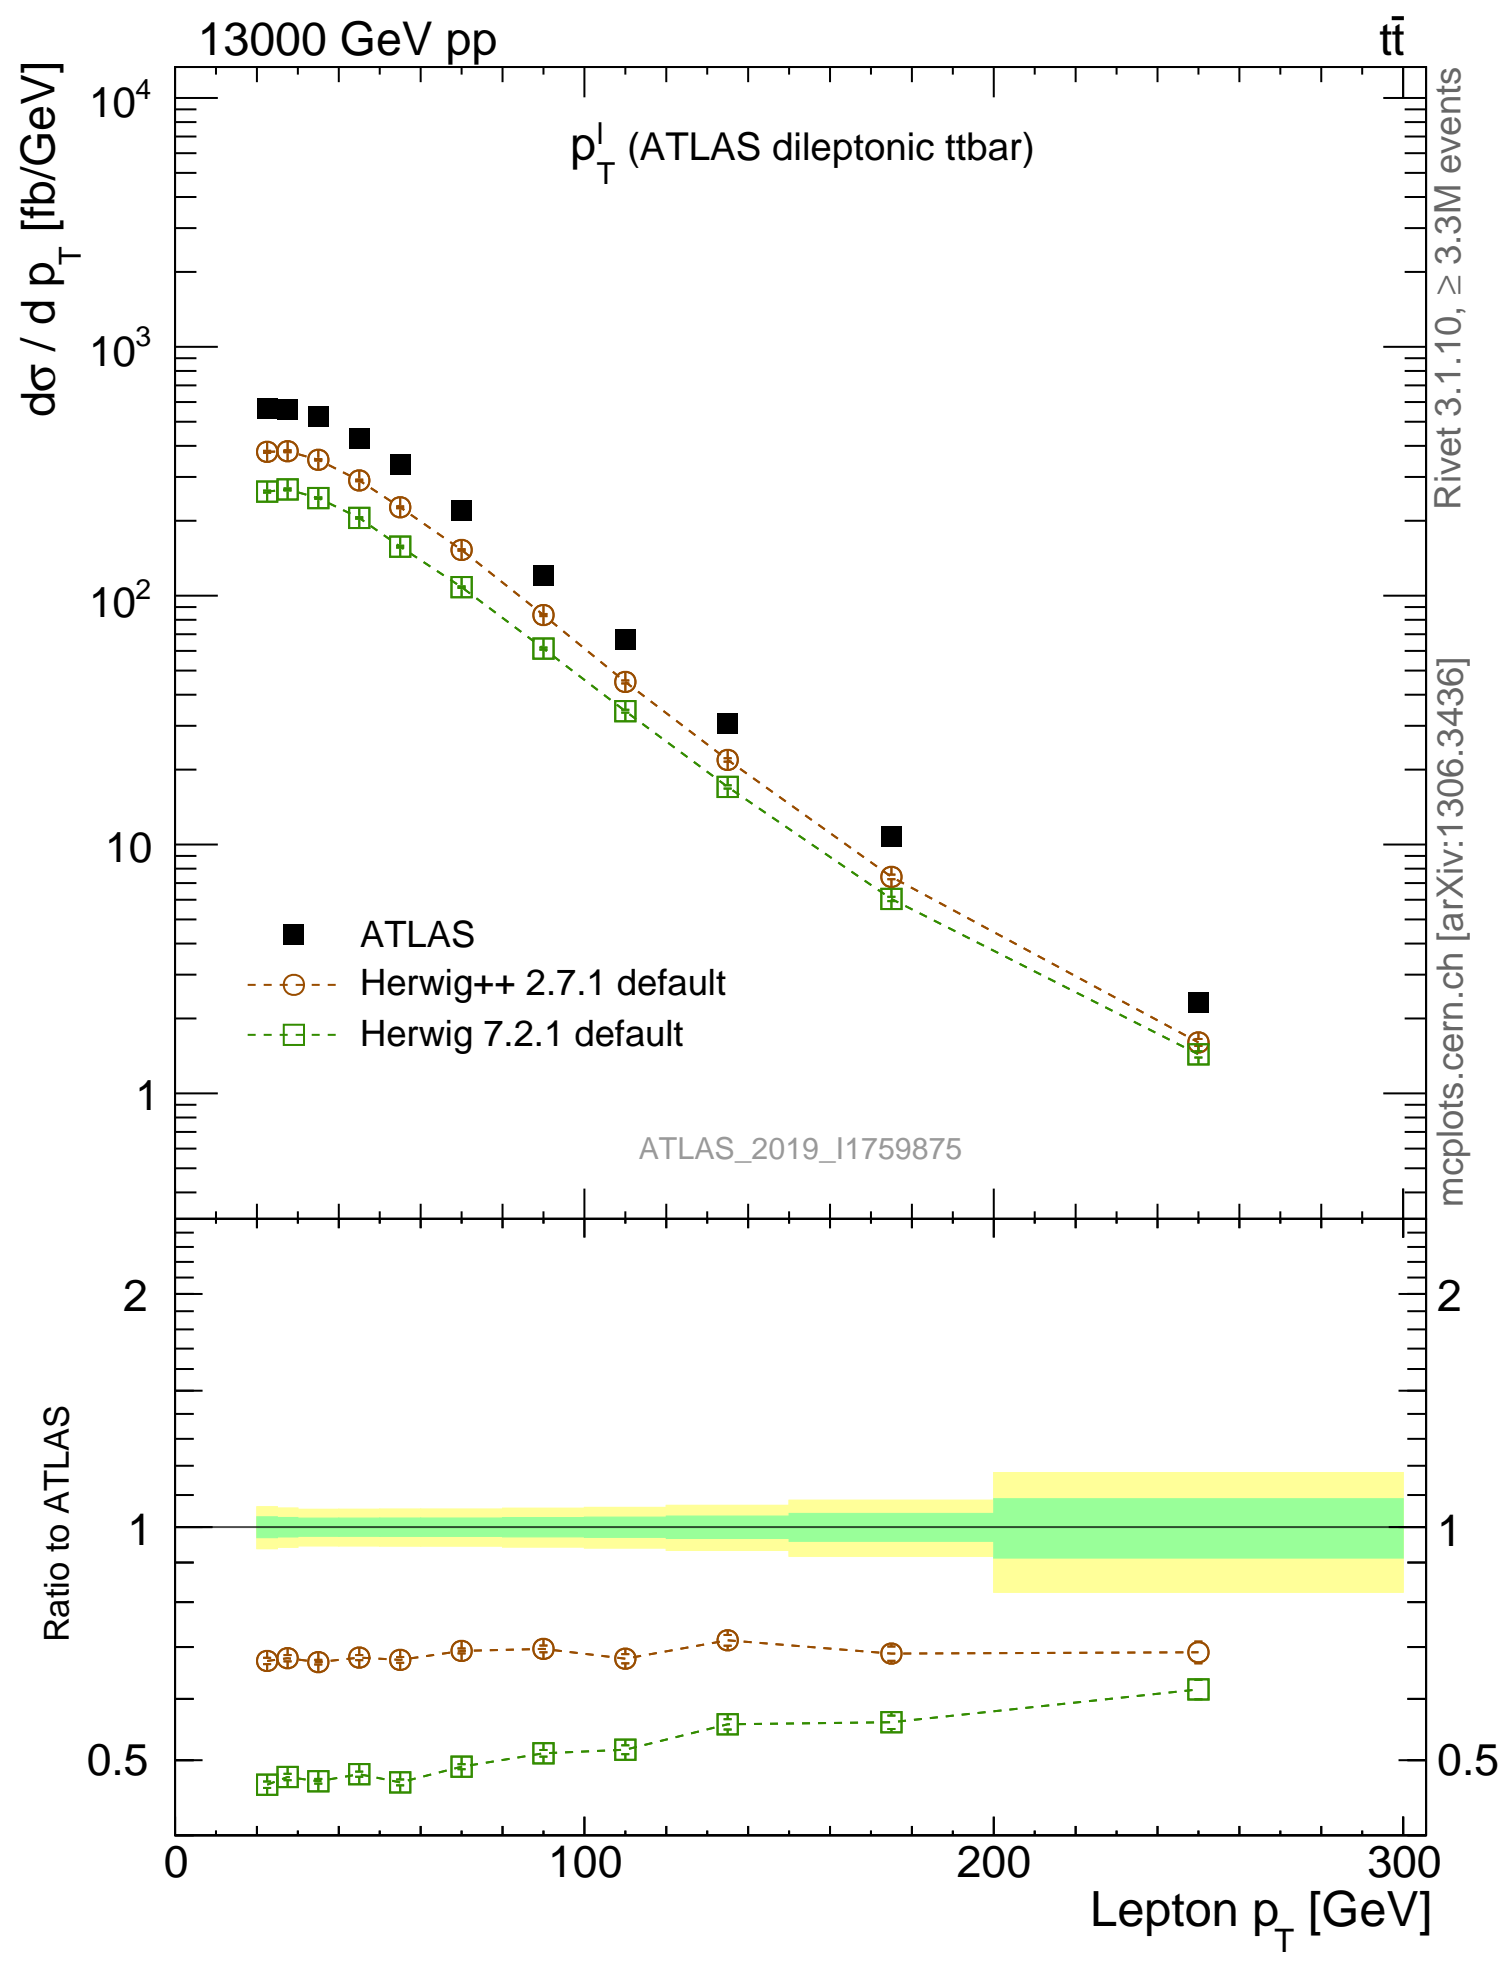 13000 GeV pp
tt̄
dσ / d p_T [fb/GeV]
p_T^l (ATLAS dileptonic ttbar)
10^4
10^3
10^2
10
1
ATLAS
Herwig++ 2.7.1 default
Herwig 7.2.1 default
ATLAS_2019_I1759875
Rivet 3.1.10, ≥ 3.3M events
mcplots.cern.ch [arXiv:1306.3436]
Ratio to ATLAS
2
1
0.5
2
1
0.5
0
100
200
300
Lepton p_T [GeV]